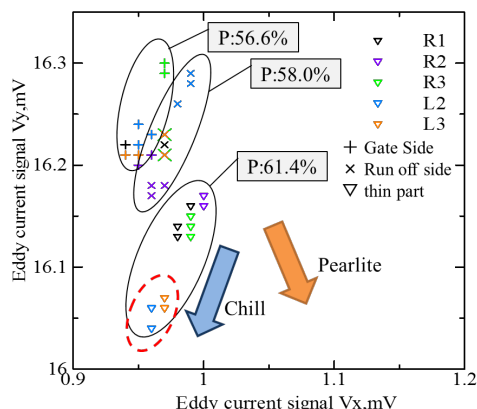 P:56.6%
P:58.0%
P:61.4%
R1
R2
R3
L2
L3
Gate Side
Run off side
thin part
Pearlite
Chill
Eddy current signal Vy,mV
16.3
16.2
16.1
16
0.9
1
1.1
1.2
Eddy current signal Vx,mV